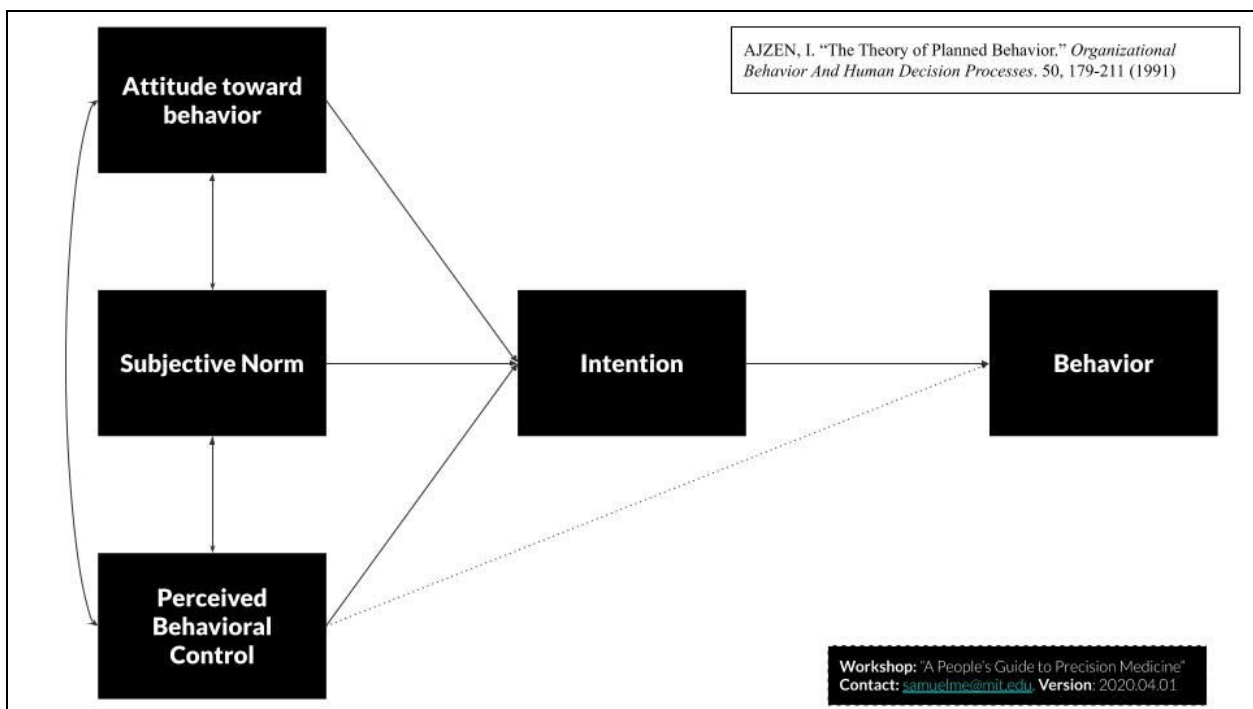 AJZEN, I. “The Theory of Planned Behavior.” Organizational
Behavior And Human Decision Processes. 50, 179-211 (1991)
Attitude toward
behavior
Subjective Norm
Intention
Behavior
Perceived
Behavioral
Control
Workshop: “A People’s Guide to Precision Medicine”
Contact: samuelme@mit.edu, Version: 2020.04.01